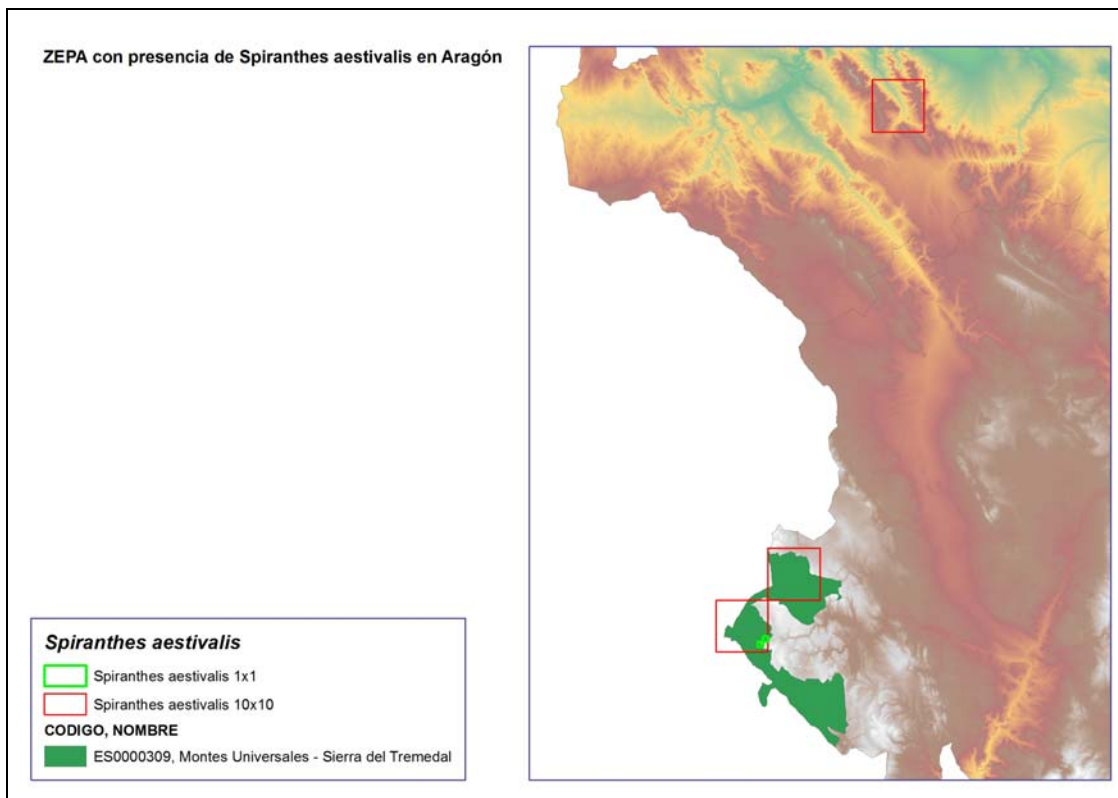 ZEPA con presencia de Spiranthes aestivalis en Aragón
Spiranthes aestivalis
Spiranthes aestivalis 1x1
Spiranthes aestivalis 10x10
CODIGO, NOMBRE
ES0000309, Montes Universales - Sierra del Tremedal